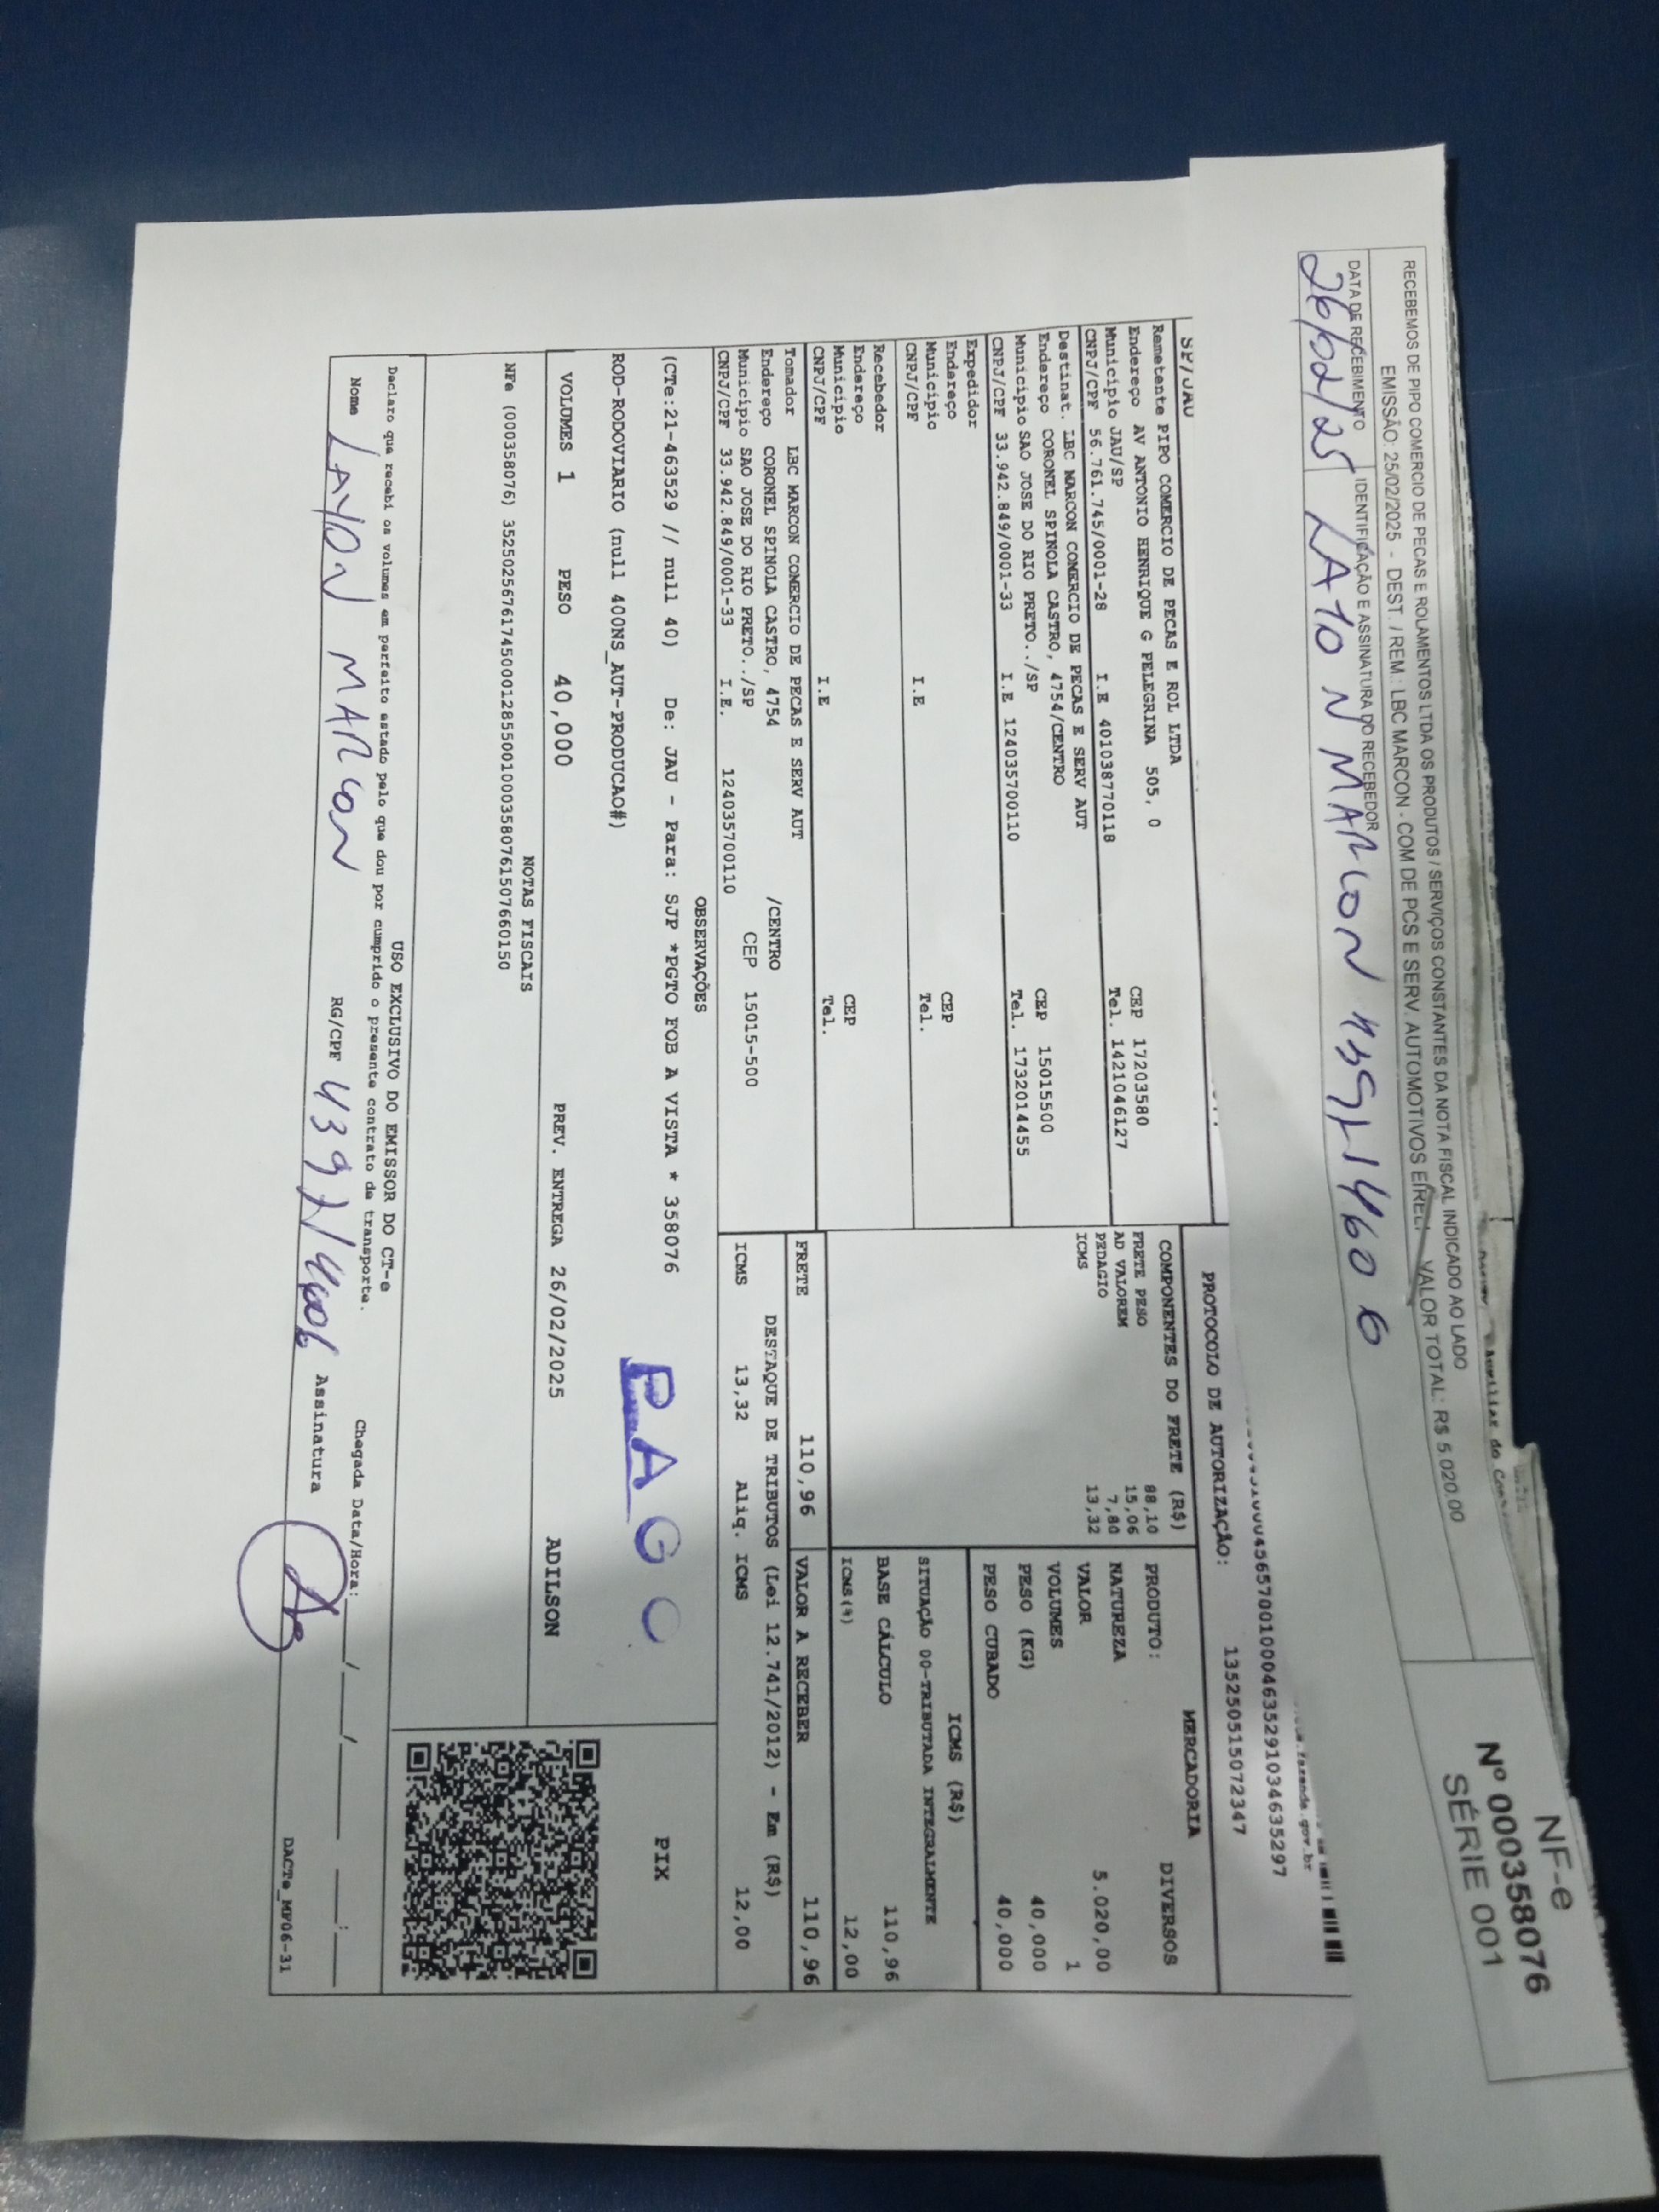 RECEBEMOS DE PIPO COMERCIO DE PECAS E ROLAMENTOS LTDA OS PRODUTOS / SERVIÇOS CONSTANTES DA NOTA FISCAL INDICADO AO LADO
EMISSÃO: 25/02/2025 - DEST. / REM.: LBC MARCON - COM DE PCS E SERV. AUTOMOTIVOS EIRELI VALOR TOTAL: R$ 5.020,00
DATA DE RECEBIMENTO IDENTIFICAÇÃO E ASSINATURA DO RECEBEDOR
26/02/25 LAYON MARCON
NF-e
Nº 000358076
SÉRIE 001
PROTOCOLO DE AUTORIZAÇÃO: 135250515072347
SP/JAU
Remetente PIPO COMERCIO DE PECAS E ROL LTDA
Endereço AV ANTONIO HENRIQUE G PELEGRINA 505, 0 CEP 17203580
Município JAU/SP Tel. 1421046127
CNPJ/CPF 56.761.745/0001-28 I.E 401038770118
Destinat. LBC MARCON COMERCIO DE PECAS E SERV AUT
Endereço CORONEL SPINOLA CASTRO, 4754/CENTRO CEP 15015500
Município SAO JOSE DO RIO PRETO../SP Tel. 1732014455
CNPJ/CPF 33.942.849/0001-33 I.E 124035700110
Expedidor
Endereço CEP
Município Tel.
CNPJ/CPF I.E
Recebedor
Endereço CEP
Município Tel.
CNPJ/CPF I.E
Tomador LBC MARCON COMERCIO DE PECAS E SERV AUT
Endereço CORONEL SPINOLA CASTRO, 4754 /CENTRO
Município SAO JOSE DO RIO PRETO../SP CEP 15015-500
CNPJ/CPF 33.942.849/0001-33 I.E. 124035700110
COMPONENTES DO FRETE (R$)
FRETE PESO 88,10
AD VALOREM 15,06
PEDAGIO 7,80
ICMS 13,32
MERCADORIA
PRODUTO: DIVERSOS
NATUREZA
VALOR 5.020,00
VOLUMES 1
PESO (KG) 40,000
PESO CUBADO 40,000
ICMS (R$)
SITUAÇÃO 00-TRIBUTADA INTEGRALMENTE
BASE CÁLCULO 110,96
ICMS(%) 12,00
FRETE 110,96 VALOR A RECEBER 110,96
DESTAQUE DE TRIBUTOS (Lei 12.741/2012) - Em (R$)
ICMS 13,32 Aliq. ICMS 12,00
OBSERVAÇÕES
(CTe:21-463529 // null 40) De: JAU - Para: SJP *PGTO FOB A VISTA * 358076
ROD-RODOVIARIO (null 400NS_AUT-PRODUCAO#)
PAGO
PIX
VOLUMES 1 PESO 40,000 PREV. ENTREGA 26/02/2025 ADILSON
NOTAS FISCAIS
NFe (000358076) 35250256761745000128550010003580761507660150
USO EXCLUSIVO DO EMISSOR DO CT-e
Declaro que recebi os volumes em perfeito estado pelo que dou por cumprido o presente contrato de transporte. Chegada Data/Hora: ___/___/_____ ___:___
Nome LAYON MARCON RG/CPF Assinatura
DACTe_MF06-31